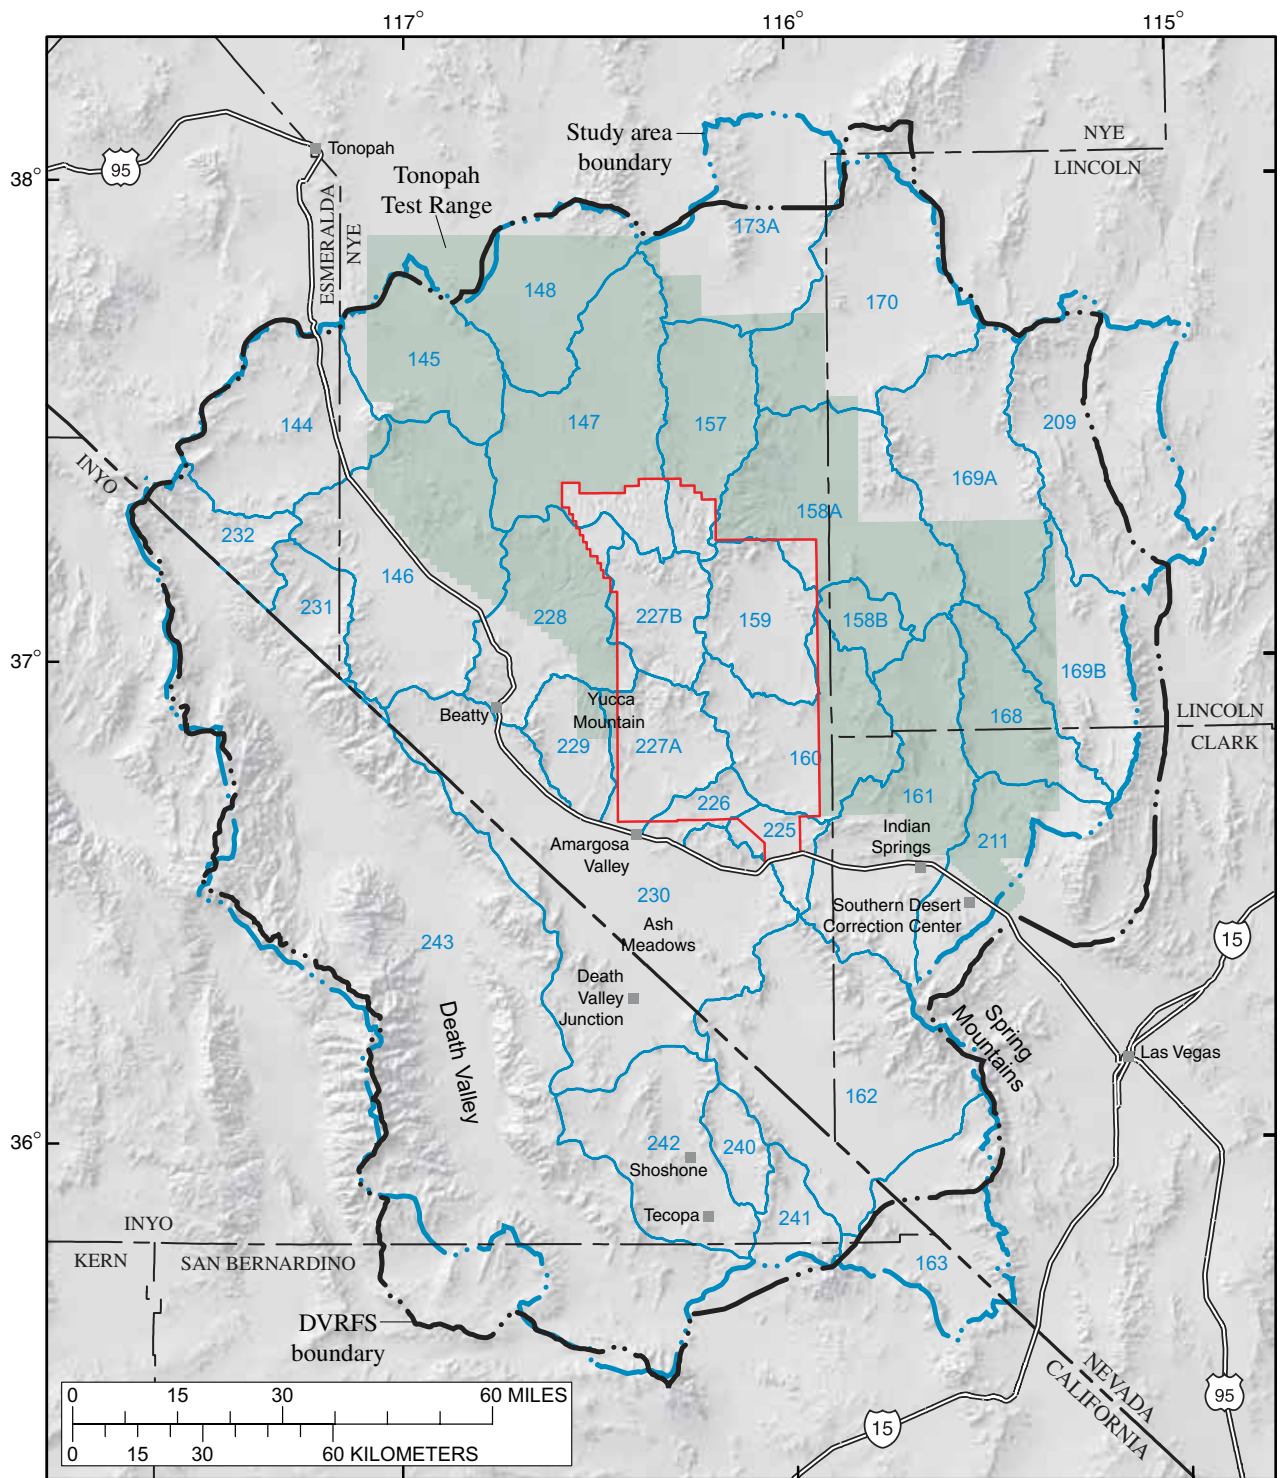 117°
116°
115°
Study area
boundary
NYE
LINCOLN
95
Tonopah
38°
Tonopah
Test Range
ESMERALDA
NYE
173A
148
170
145
144
147
157
209
INYO
169A
158A
232
146
231
228
227B
159
158B
37°
169B
Beatty
Yucca
Mountain
168
LINCOLN
CLARK
229
227A
160
226
161
225
Indian
Springs
211
Amargosa
Valley
230
Southern Desert
Correction Center
Ash
Meadows
15
243
Death
Valley
Junction
Death Valley
Spring
Mountains
Las Vegas
162
36°
242
240
Shoshone
Tecopa
241
INYO
KERN
SAN BERNARDINO
163
DVRFS
boundary
NEVADA
CALIFORNIA
95
15
0 15 30 60 MILES
0 15 30 60 KILOMETERS